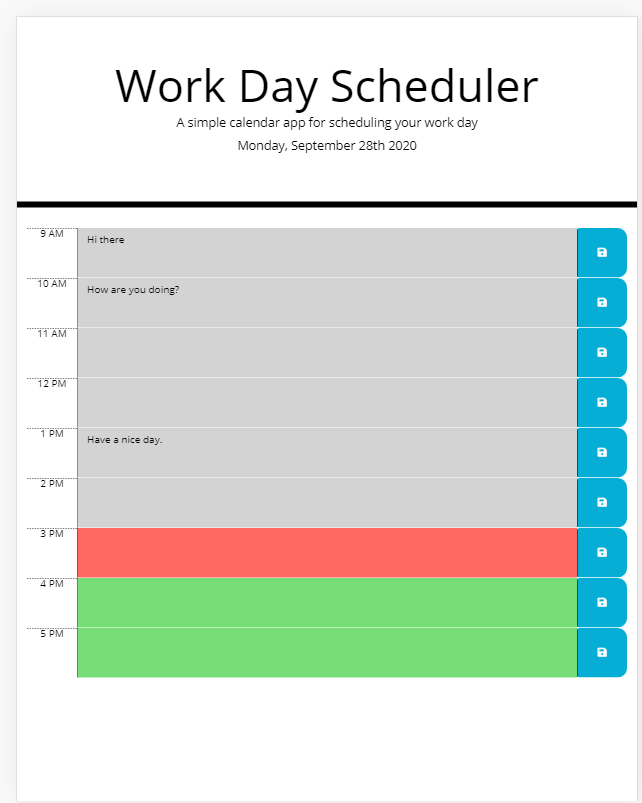 Work Day Scheduler
A simple calendar app for scheduling your work day
Monday, September 28th 2020
9 AM
Hi there
10 AM
How are you doing?
11 AM
12 PM
1 PM
Have a nice day.
2 PM
3 PM
4 PM
5 PM